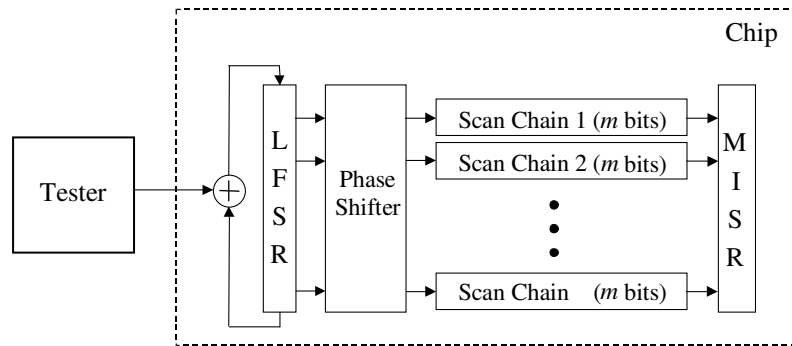 Chip
Tester
L
F
S
R
Phase
Shifter
Scan Chain 1 (m bits)
Scan Chain 2 (m bits)
Scan Chain (m bits)
M
I
S
R